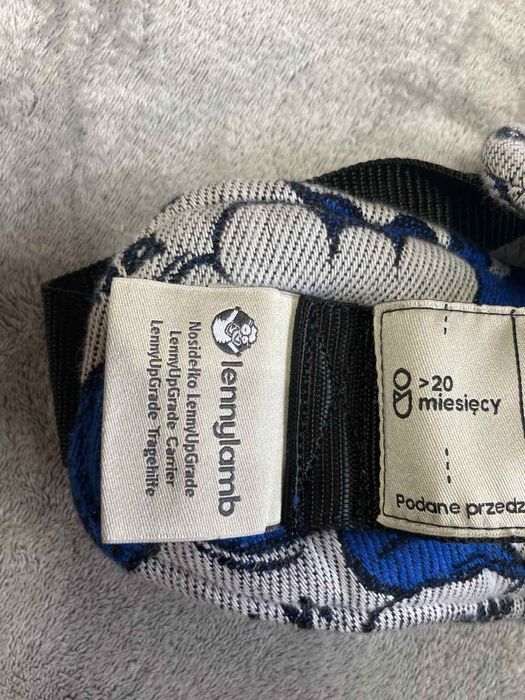 lennylamb
Nosidełko LennyUpGrade
LennyUpGrade Carrier
LennyUpGrade Tragehilfe
>20
miesięcy
Podane przedz